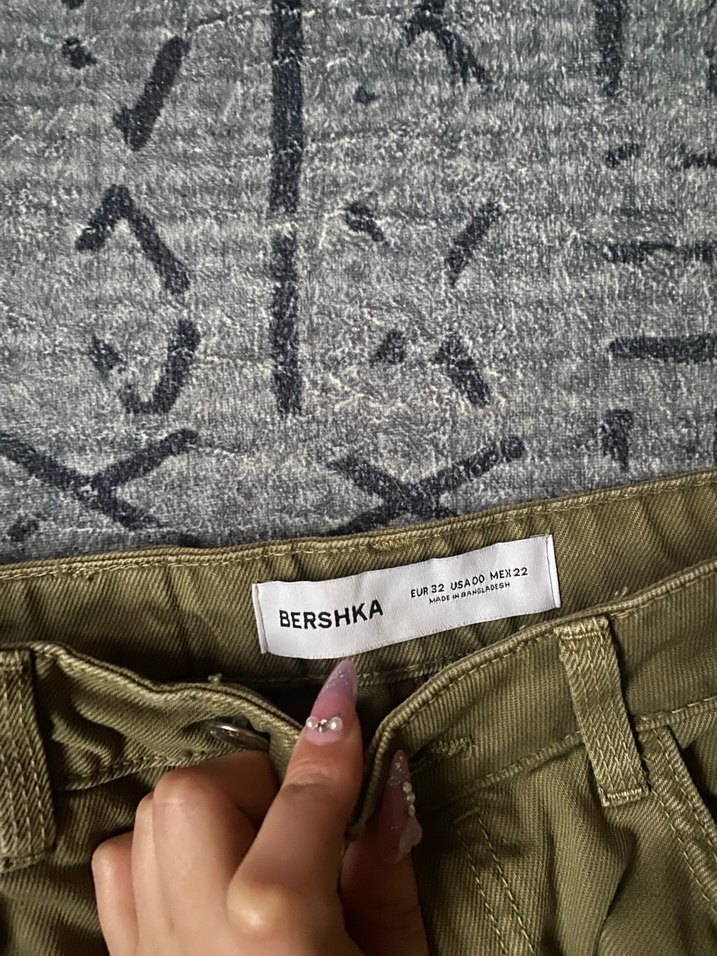 BERSHKA
EUR 32 USA 00 MEX 22
MADE IN BANGLADESH